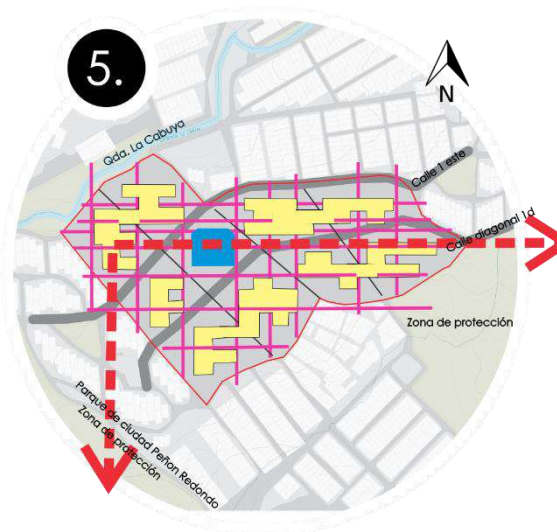 5.
N
Qda. La Cabuya
Calle 1 este
Calle diagonal 1d
Zona de protección
Parque de ciudad Peñon Redondo
Zona de protección